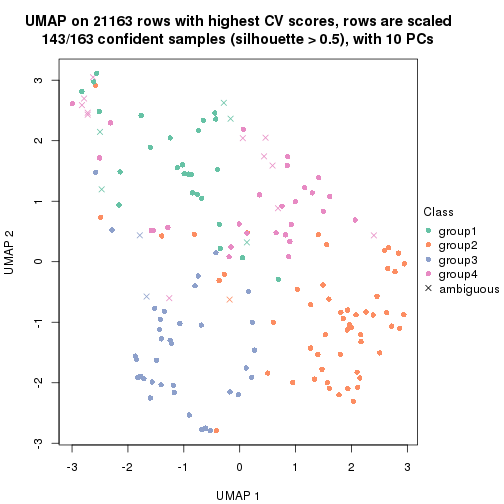 UMAP on 21163 rows with highest CV scores, rows are scaled
143/163 confident samples (silhouette > 0.5), with 10 PCs
3
2
1
0
-1
-2
-3
UMAP 2
-3 -2 -1 0 1 2 3
UMAP 1
Class
group1
group2
group3
group4
ambiguous